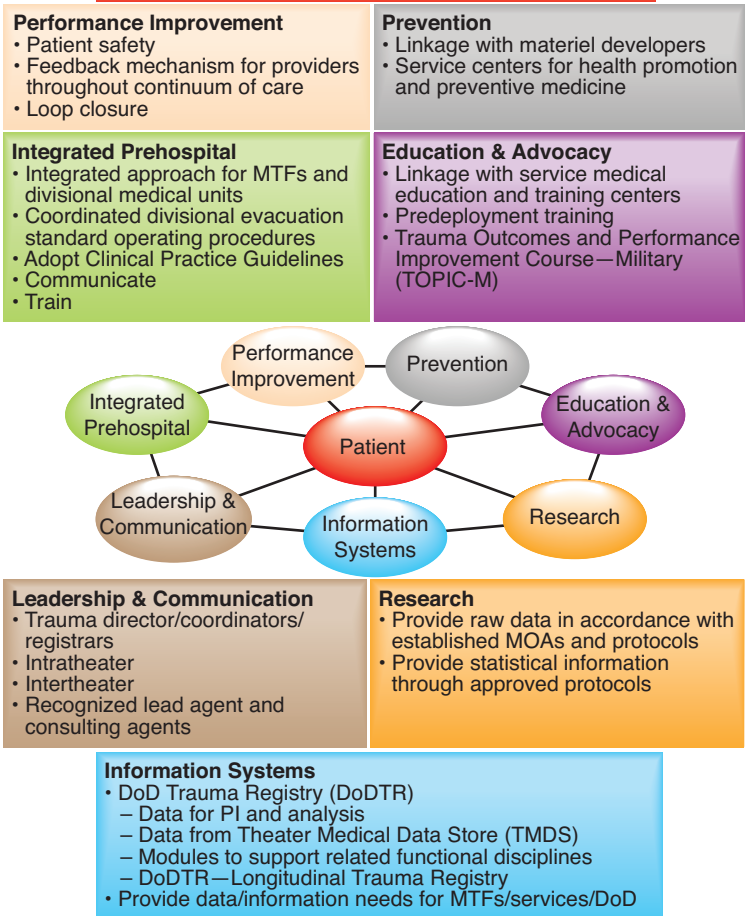 Performance Improvement
• Patient safety
• Feedback mechanism for providers
throughout continuum of care
• Loop closure
Prevention
• Linkage with materiel developers
• Service centers for health promotion
and preventive medicine
Integrated Prehospital
• Integrated approach for MTFs and
divisional medical units
• Coordinated divisional evacuation
standard operating procedures
• Adopt Clinical Practice Guidelines
• Communicate
• Train
Education & Advocacy
• Linkage with service medical
education and training centers
• Predeployment training
• Trauma Outcomes and Performance
Improvement Course—Military
(TOPIC-M)
Performance
Improvement
Prevention
Integrated
Prehospital
Education &
Advocacy
Patient
Leadership &
Communication
Information
Systems
Research
Leadership & Communication
• Trauma director/coordinators/
registrars
• Intratheater
• Intertheater
• Recognized lead agent and
consulting agents
Research
• Provide raw data in accordance with
established MOAs and protocols
• Provide statistical information
through approved protocols
Information Systems
• DoD Trauma Registry (DoDTR)
– Data for PI and analysis
– Data from Theater Medical Data Store (TMDS)
– Modules to support related functional disciplines
– DoDTR—Longitudinal Trauma Registry
• Provide data/information needs for MTFs/services/DoD